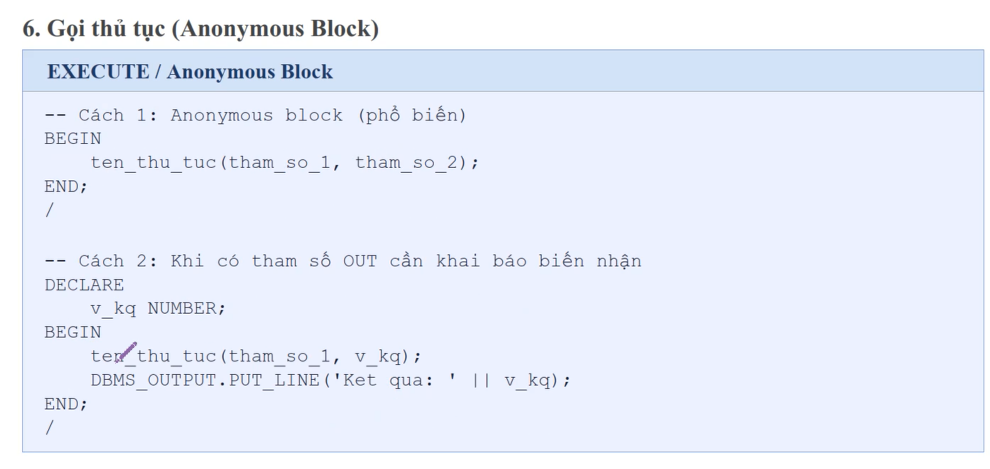 6. Gọi thủ tục (Anonymous Block)
EXECUTE / Anonymous Block
-- Cách 1: Anonymous block (phổ biến)
BEGIN
    ten_thu_tuc(tham_so_1, tham_so_2);
END;
/
-- Cách 2: Khi có tham số OUT cần khai báo biến nhận
DECLARE
    v_kq NUMBER;
BEGIN
    ten_thu_tuc(tham_so_1, v_kq);
    DBMS_OUTPUT.PUT_LINE('Ket qua: ' || v_kq);
END;
/